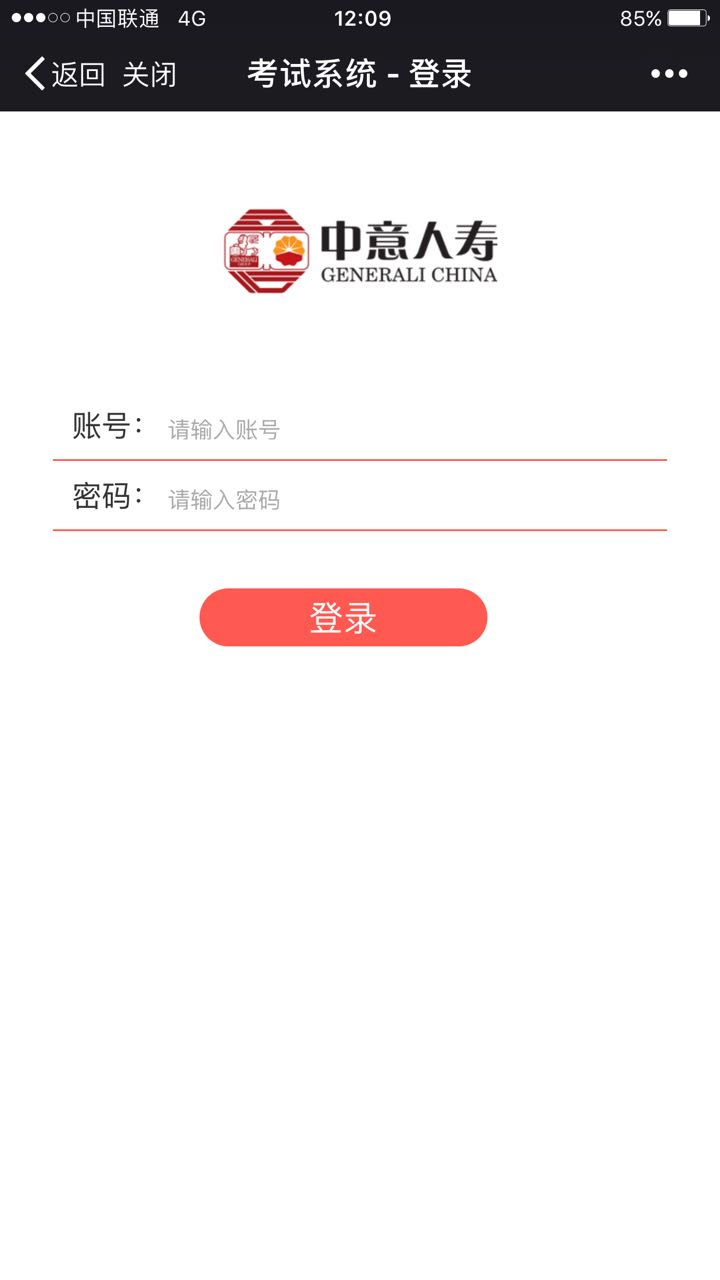 中国联通 4G 12:09 85%
返回 关闭 考试系统 - 登录
中意人寿
GENERALI CHINA
账号： 请输入账号
密码： 请输入密码
登录